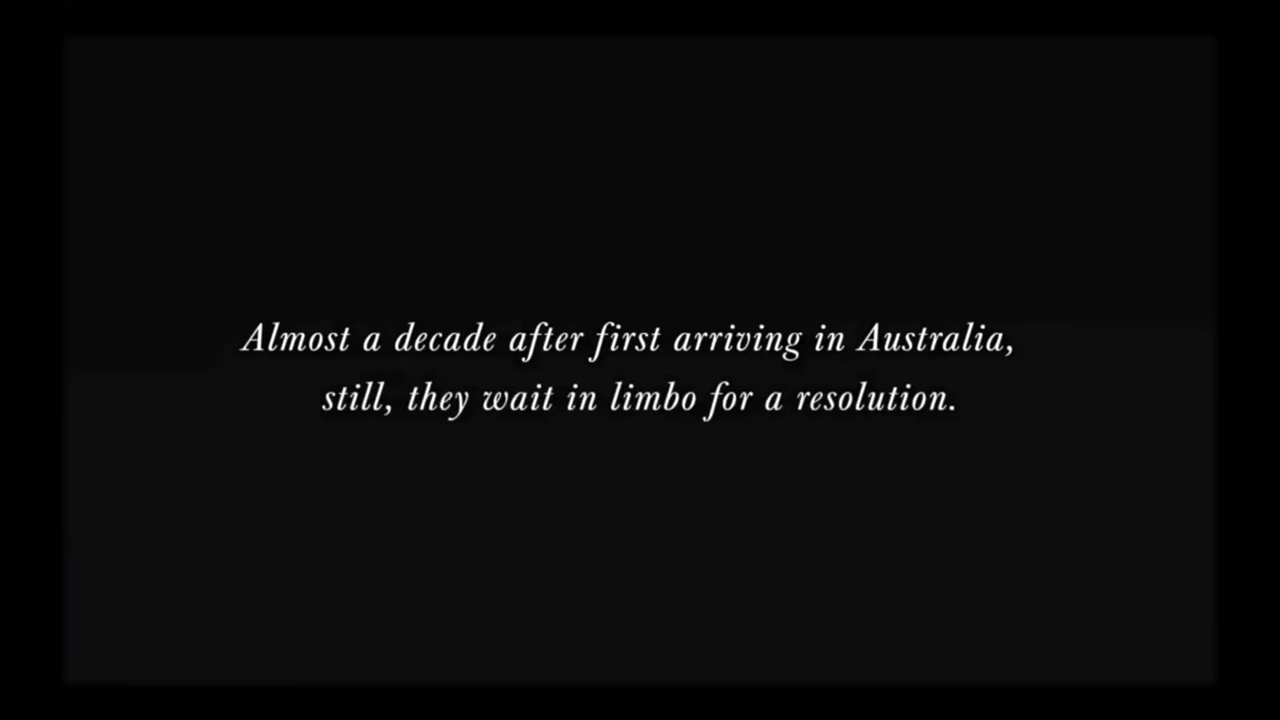 Almost a decade after first arriving in Australia,
still, they wait in limbo for a resolution.